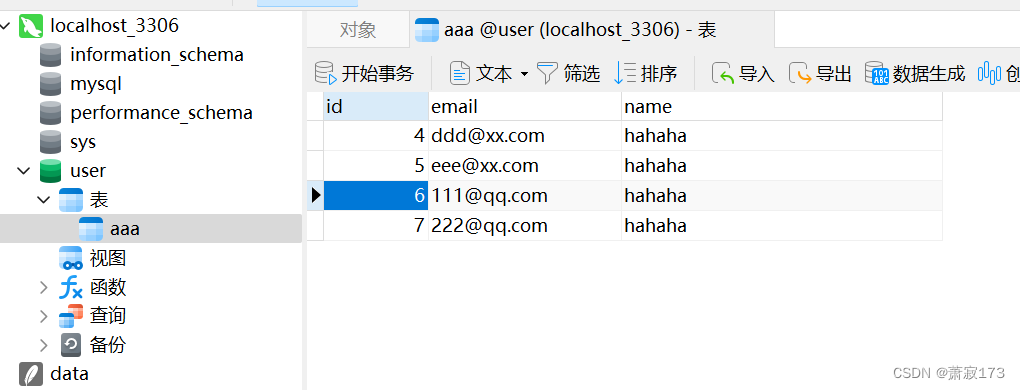 localhost_3306
information_schema
mysql
performance_schema
sys
user
表
aaa
视图
函数
查询
备份
data
对象 aaa @user (localhost_3306) - 表
开始事务 文本 筛选 排序 导入 导出 数据生成 创
id email name
4 ddd@xx.com hahaha
5 eee@xx.com hahaha
6 111@qq.com hahaha
7 222@qq.com hahaha
CSDN @萧寂173